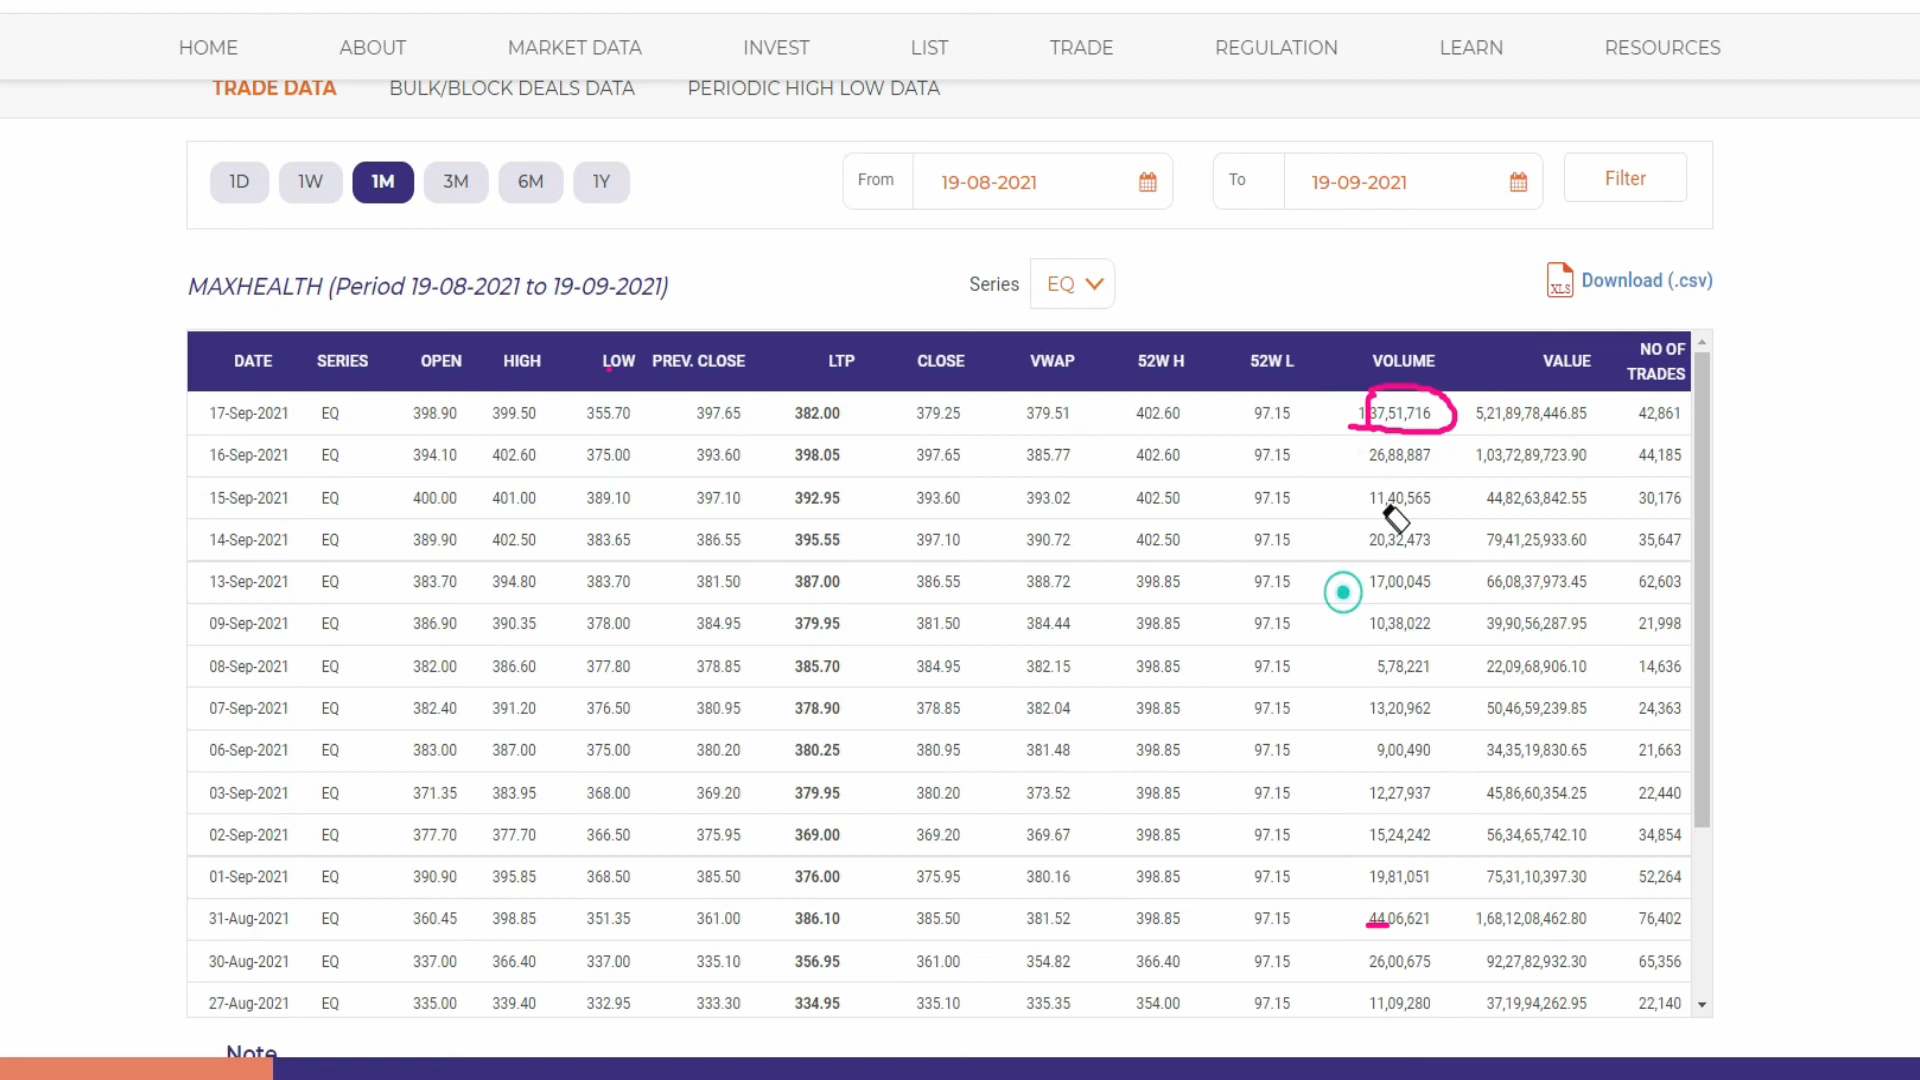 HOME ABOUT MARKET DATA INVEST LIST TRADE REGULATION LEARN RESOURCES
TRADE DATA BULK/BLOCK DEALS DATA PERIODIC HIGH LOW DATA
1D 1W 1M 3M 6M 1Y From 19-08-2021 To 19-09-2021 Filter
MAXHEALTH (Period 19-08-2021 to 19-09-2021) Series EQ XLS Download (.csv)
DATE SERIES OPEN HIGH LOW PREV. CLOSE LTP CLOSE VWAP 52W H 52W L VOLUME VALUE NO OF TRADES
17-Sep-2021 EQ 398.90 399.50 355.70 397.65 382.00 379.25 379.51 402.60 97.15 1,37,51,716 5,21,89,78,446.85 42,861
16-Sep-2021 EQ 394.10 402.60 375.00 393.60 398.05 397.65 385.77 402.60 97.15 26,88,887 1,03,72,89,723.90 44,185
15-Sep-2021 EQ 400.00 401.00 389.10 397.10 392.95 393.60 393.02 402.50 97.15 11,40,565 44,82,63,842.55 30,176
14-Sep-2021 EQ 389.90 402.50 383.65 386.55 395.55 397.10 390.72 402.50 97.15 20,32,473 79,41,25,933.60 35,647
13-Sep-2021 EQ 383.70 394.80 383.70 381.50 387.00 386.55 388.72 398.85 97.15 17,00,045 66,08,37,973.45 62,603
09-Sep-2021 EQ 386.90 390.35 378.00 384.95 379.95 381.50 384.44 398.85 97.15 10,38,022 39,90,56,287.95 21,998
08-Sep-2021 EQ 382.00 386.60 377.80 378.85 385.70 384.95 382.15 398.85 97.15 5,78,221 22,09,68,906.10 14,636
07-Sep-2021 EQ 382.40 391.20 376.50 380.95 378.90 378.85 382.04 398.85 97.15 13,20,962 50,46,59,239.85 24,363
06-Sep-2021 EQ 383.00 387.00 375.00 380.20 380.25 380.95 381.48 398.85 97.15 9,00,490 34,35,19,830.65 21,663
03-Sep-2021 EQ 371.35 383.95 368.00 369.20 379.95 380.20 373.52 398.85 97.15 12,27,937 45,86,60,354.25 22,440
02-Sep-2021 EQ 377.70 377.70 366.50 375.95 369.00 369.20 369.67 398.85 97.15 15,24,242 56,34,65,742.10 34,854
01-Sep-2021 EQ 390.90 395.85 368.50 385.50 376.00 375.95 380.16 398.85 97.15 19,81,051 75,31,10,397.30 52,264
31-Aug-2021 EQ 360.45 398.85 351.35 361.00 386.10 385.50 381.52 398.85 97.15 44,06,621 1,68,12,08,462.80 76,402
30-Aug-2021 EQ 337.00 366.40 337.00 335.10 356.95 361.00 354.82 366.40 97.15 26,00,675 92,27,82,932.30 65,356
27-Aug-2021 EQ 335.00 339.40 332.95 333.30 334.95 335.10 335.35 354.00 97.15 11,09,280 37,19,94,262.95 22,140
Note